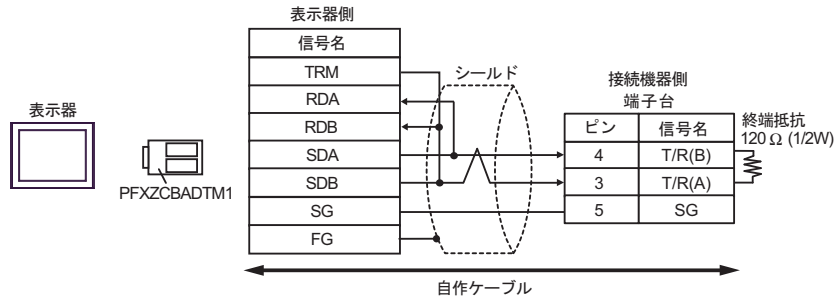 表示器側
信号名
TRM
RDA
RDB
SDA
SDB
SG
FG
シールド
接続機器側
端子台
ピン 信号名
4 T/R(B)
3 T/R(A)
5 SG
終端抵抗
120 Ω (1/2W)
表示器
PFXZCBADTM1
自作ケーブル